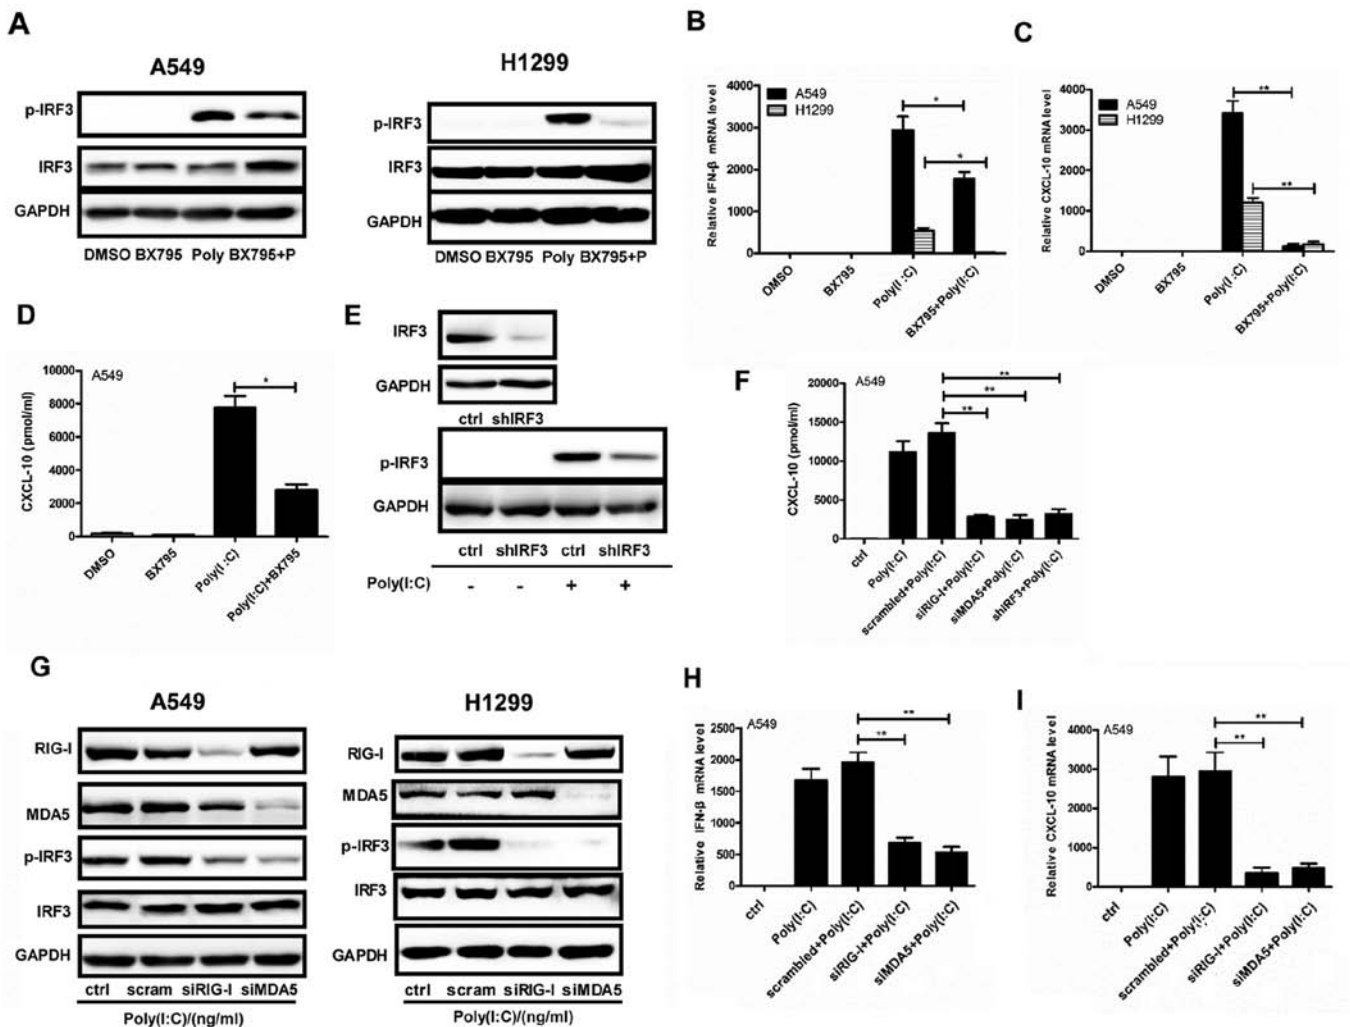 A
A549
p-IRF3
IRF3
GAPDH
DMSO BX795 Poly BX795+P
H1299
p-IRF3
IRF3
GAPDH
DMSO BX795 Poly BX795+P
B
Relative IFN-β mRNA level
4000
3000
2000
1000
0
A549
H1299
*
*
DMSO
BX795
Poly(I:C)
BX795+Poly(I:C)
C
Relative CXCL-10 mRNA level
4000
3000
2000
1000
0
A549
H1299
**
**
DMSO
BX795
Poly(I:C)
BX795+Poly(I:C)
D
A549
CXCL-10 (pmol/ml)
10000
8000
6000
4000
2000
0
*
DMSO
BX795
Poly(I:C)
Poly(I:C)+BX795
E
IRF3
GAPDH
ctrl shIRF3
p-IRF3
GAPDH
ctrl shIRF3 ctrl shIRF3
Poly(I:C) - - + +
F
A549
CXCL-10 (pmol/ml)
20000
15000
10000
5000
0
**
**
**
ctrl
Poly(I:C)
scrambled+Poly(I:C)
siRIG-I+Poly(I:C)
siMDA5+Poly(I:C)
shIRF3+Poly(I:C)
G
A549
RIG-I
MDA5
p-IRF3
IRF3
GAPDH
ctrl scram siRIG-I siMDA5
Poly(I:C)/(ng/ml)
H1299
RIG-I
MDA5
p-IRF3
IRF3
GAPDH
ctrl scram siRIG-I siMDA5
Poly(I:C)/(ng/ml)
H
A549
Relative IFN-β mRNA level
2500
2000
1500
1000
500
0
**
**
ctrl
Poly(I:C)
scrambled+Poly(I:C)
siRIG-I+Poly(I:C)
siMDA5+Poly(I:C)
I
A549
Relative CXCL-10 mRNA level
4000
3000
2000
1000
0
**
**
ctrl
Poly(I:C)
scrambled+Poly(I:C)
siRIG-I+Poly(I:C)
siMDA5+Poly(I:C)